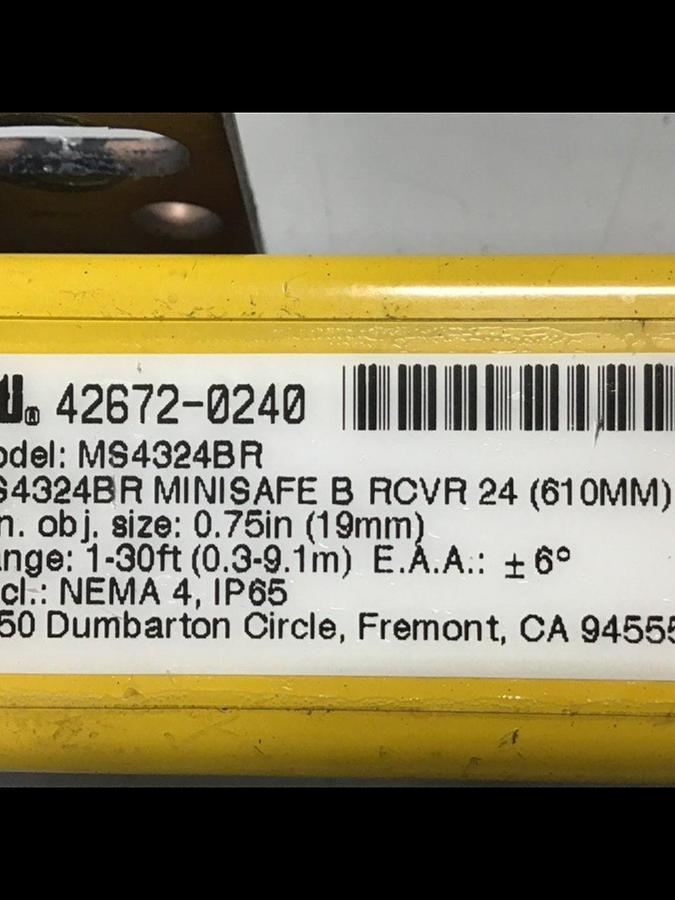 ® 42672-0240
odel: MS4324BR
S4324BR MINISAFE B RCVR 24 (610MM)
n. obj. size: 0.75in (19mm)
ange: 1-30ft (0.3-9.1m) E.A.A.: ± 6°
cl.: NEMA 4, IP65
50 Dumbarton Circle, Fremont, CA 94555